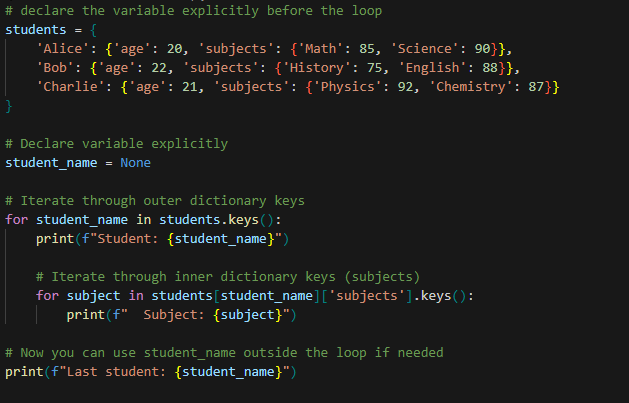 # declare the variable explicitly before the loop
students = {
    'Alice': {'age': 20, 'subjects': {'Math': 85, 'Science': 90}},
    'Bob': {'age': 22, 'subjects': {'History': 75, 'English': 88}},
    'Charlie': {'age': 21, 'subjects': {'Physics': 92, 'Chemistry': 87}}
}
# Declare variable explicitly
student_name = None
# Iterate through outer dictionary keys
for student_name in students.keys():
    print(f"Student: {student_name}")
    # Iterate through inner dictionary keys (subjects)
    for subject in students[student_name]['subjects'].keys():
        print(f"  Subject: {subject}")
# Now you can use student_name outside the loop if needed
print(f"Last student: {student_name}")